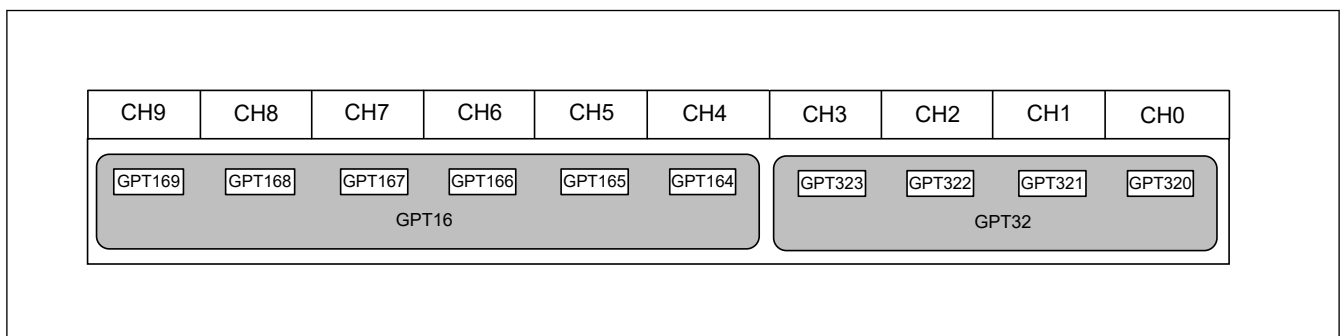 CH9 CH8 CH7 CH6 CH5 CH4 CH3 CH2 CH1 CH0
GPT169 GPT168 GPT167 GPT166 GPT165 GPT164 GPT323 GPT322 GPT321 GPT320
GPT16 GPT32